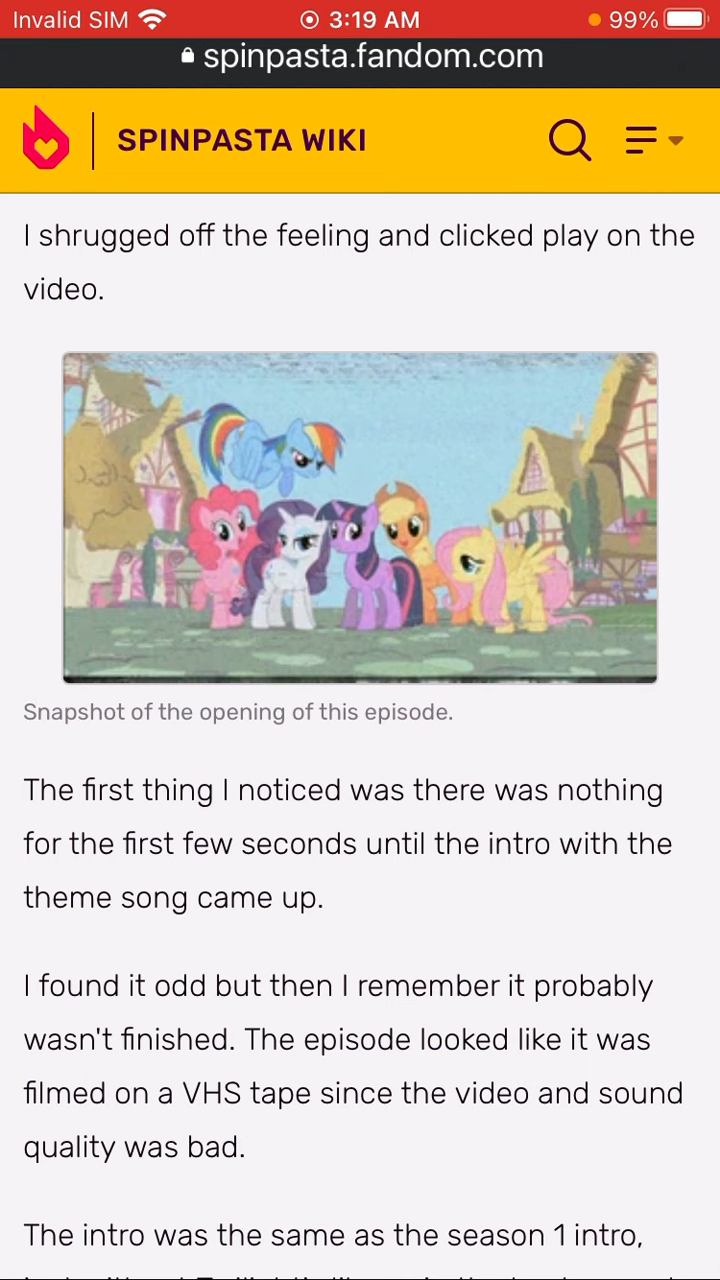 Invalid SIM 3:19 AM 99%
spinpasta.fandom.com
SPINPASTA WIKI
I shrugged off the feeling and clicked play on the
video.
Snapshot of the opening of this episode.
The first thing I noticed was there was nothing
for the first few seconds until the intro with the
theme song came up.
I found it odd but then I remember it probably
wasn't finished. The episode looked like it was
filmed on a VHS tape since the video and sound
quality was bad.
The intro was the same as the season 1 intro,